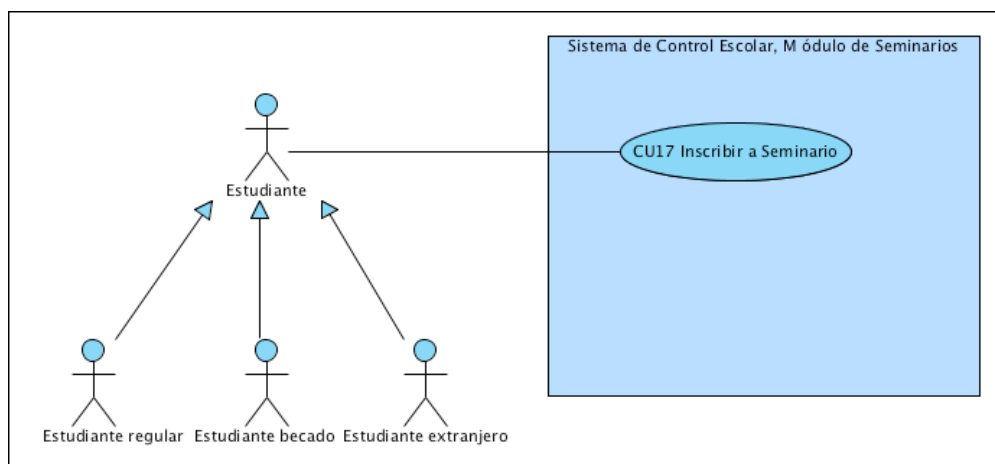 Sistema de Control Escolar, M ódulo de Seminarios
CU17 Inscribir a Seminario
Estudiante
Estudiante regular
Estudiante becado
Estudiante extranjero